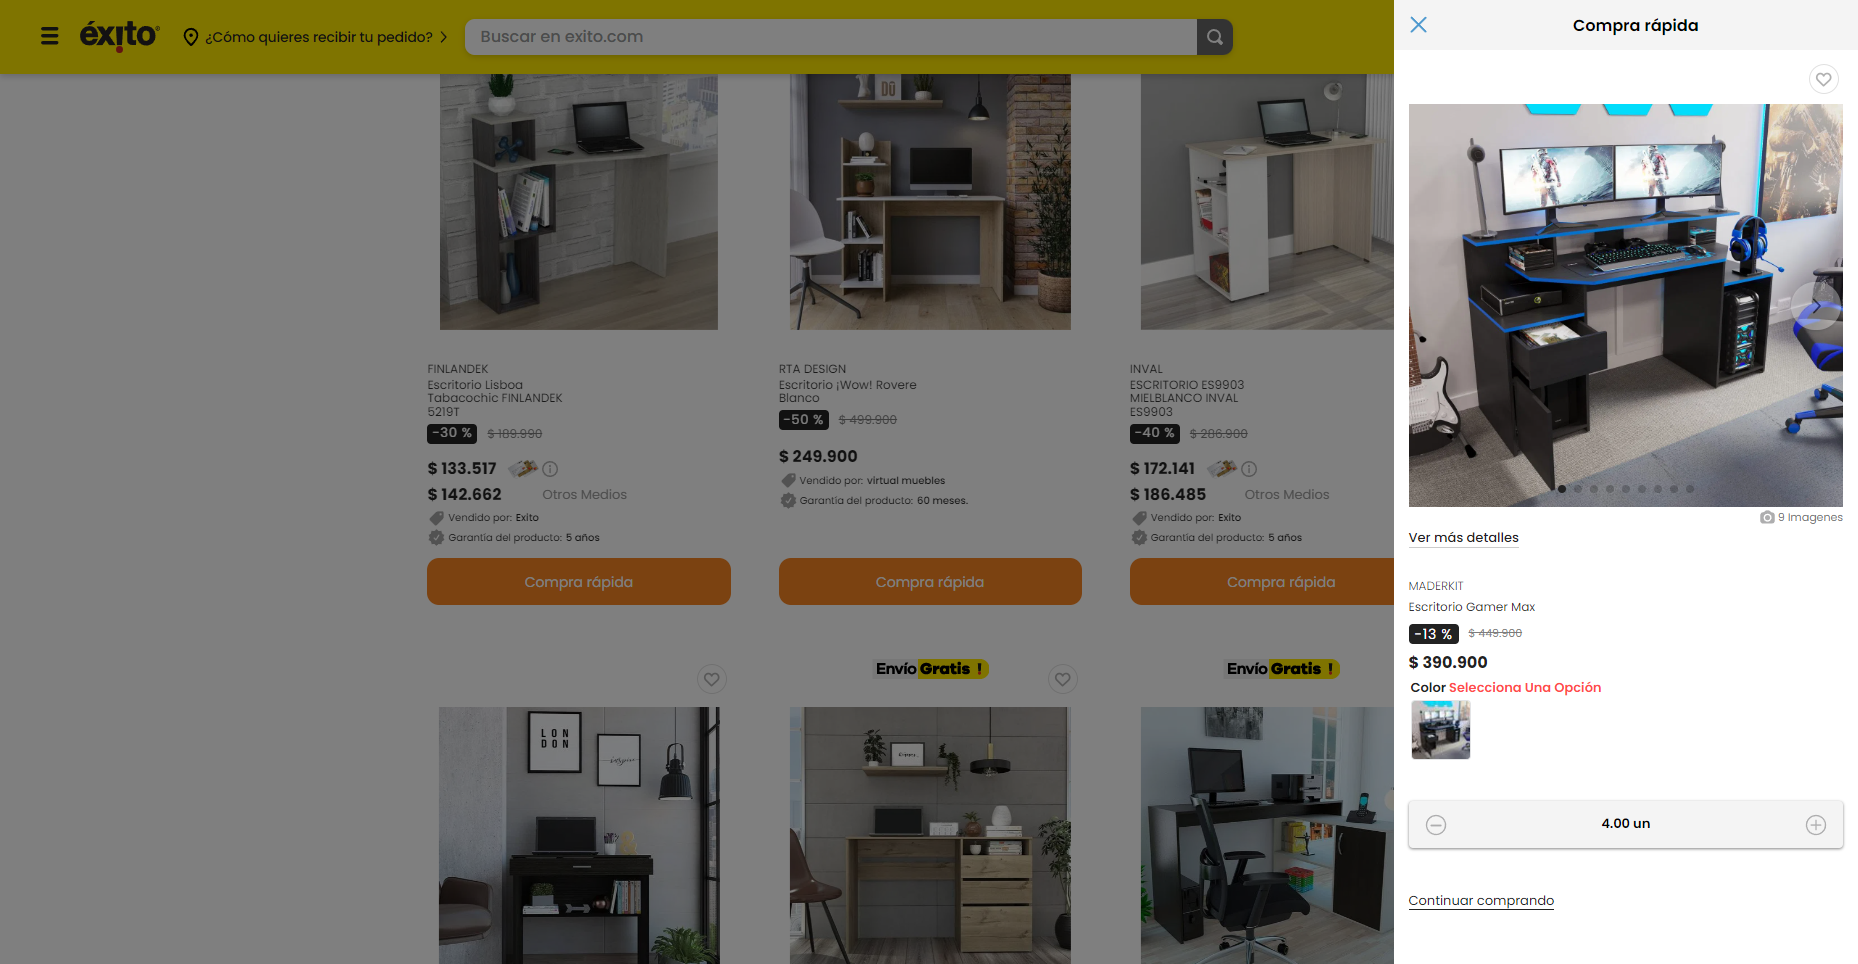 éxito
¿Cómo quieres recibir tu pedido?
Buscar en exito.com
FINLANDEK
Escritorio Lisboa
Tabacochic FINLANDEK
5219T
-30 %
$ 189.990
$ 133.517
$ 142.662
Otros Medios
Vendido por: Exito
Garantía del producto: 5 años
Compra rápida
RTA DESIGN
Escritorio ¡Wow! Rovere
Blanco
-50 %
$ 499.900
$ 249.900
Vendido por: virtual muebles
Garantía del producto: 60 meses.
Compra rápida
INVAL
ESCRITORIO ES9903
MIELBLANCO INVAL
ES9903
-40 %
$ 286.900
$ 172.141
$ 186.485
Otros Medios
Vendido por: Exito
Garantía del producto: 5 años
Compra rápida
Envío Gratis !
Envío Gratis !
LON
DON
Compra rápida
9 Imagenes
Ver más detalles
MADERKIT
Escritorio Gamer Max
-13 %
$ 449.900
$ 390.900
Color Selecciona Una Opción
4.00 un
Continuar comprando